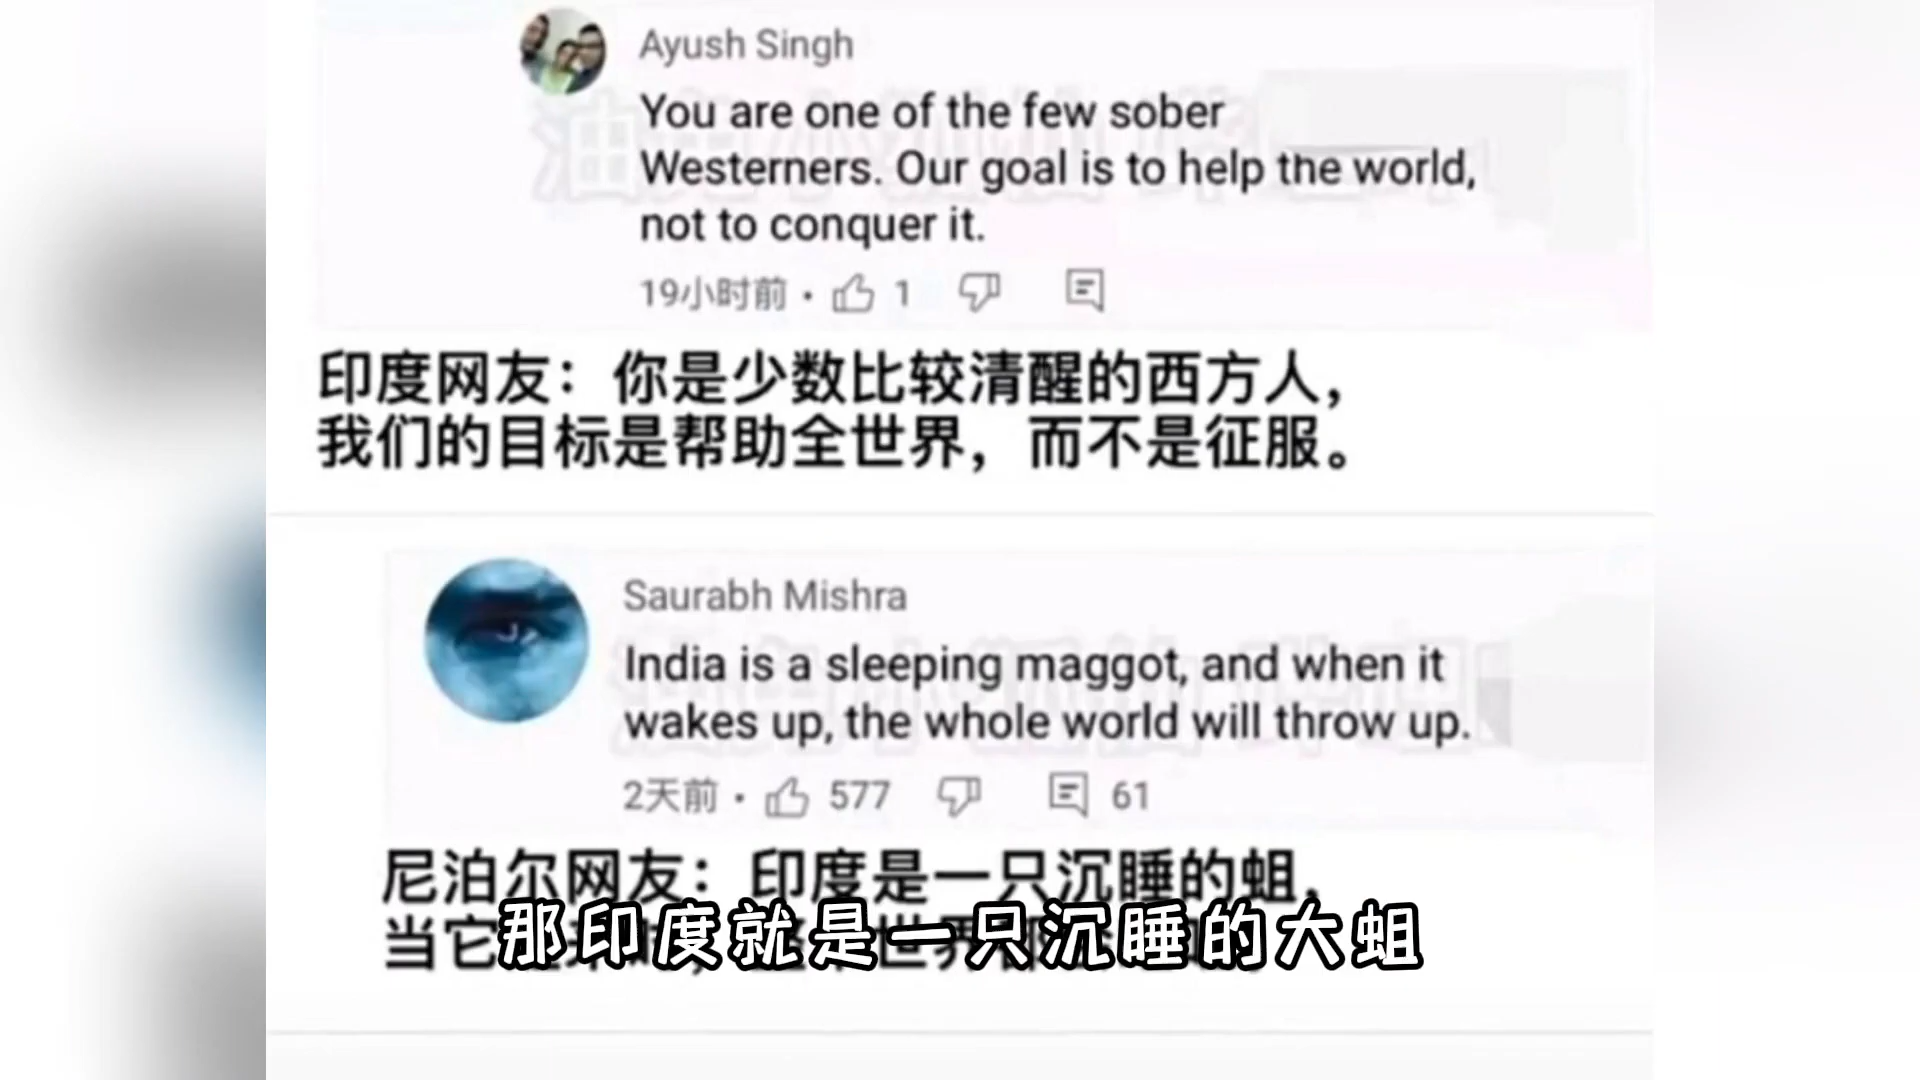 Ayush Singh
You are one of the few sober
Westerners. Our goal is to help the world,
not to conquer it.
19小时前 · 1
印度网友：你是少数比较清醒的西方人，
我们的目标是帮助全世界，而不是征服。
Saurabh Mishra
India is a sleeping maggot, and when it
wakes up, the whole world will throw up.
2天前 · 577 61
尼泊尔网友：印度是一只沉睡的蛆，
当它
那印度就是一只沉睡的大蛆